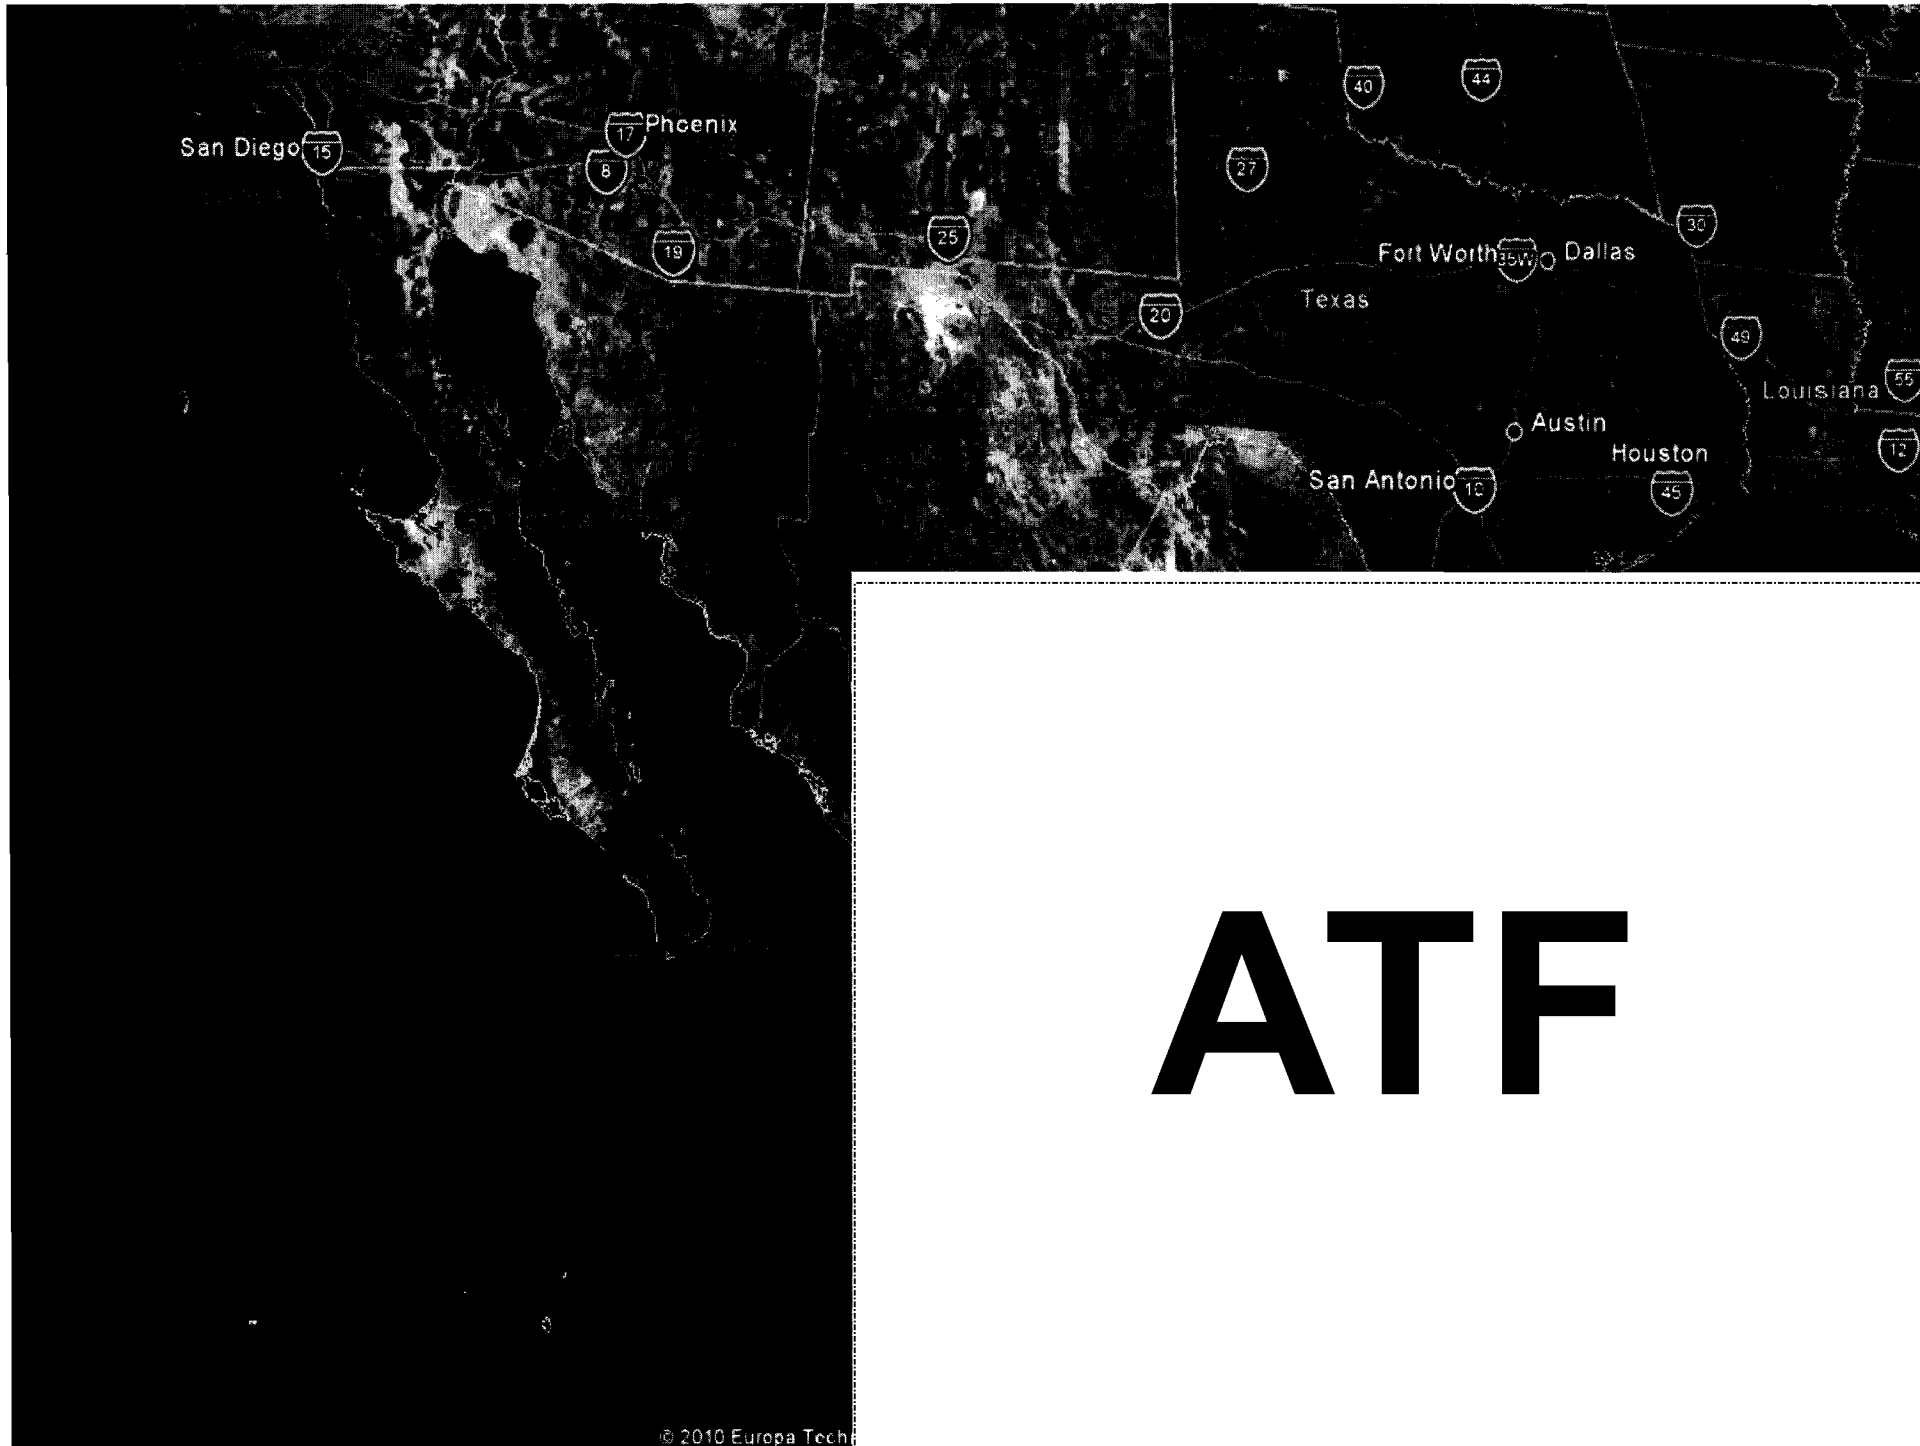 40
44
17
Phoenix
San Diego
15
8
27
30
25
19
Fort Worth
35W
Dallas
Texas
20
49
55
Louisiana
Austin
12
Houston
San Antonio
10
45
ATF
© 2010 Europa Tech